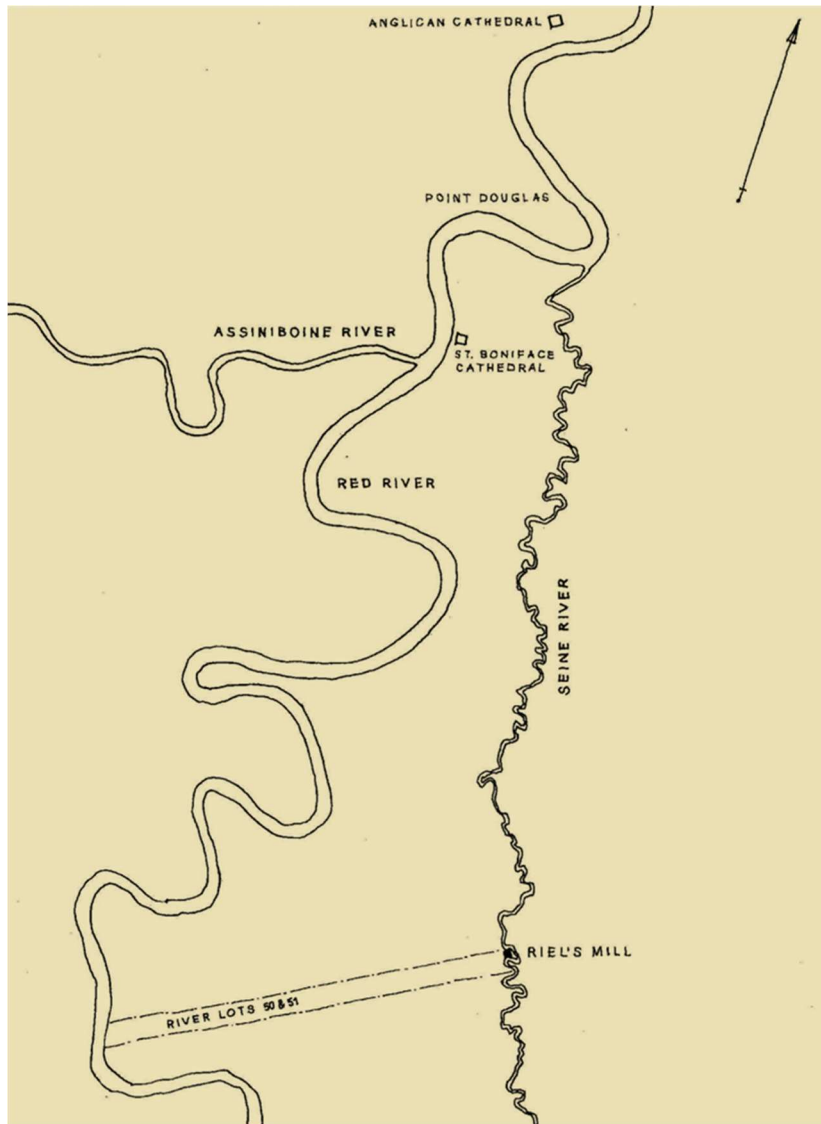 ANGLICAN CATHEDRAL
POINT DOUGLAS
ASSINIBOINE RIVER
ST. BONIFACE
CATHEDRAL
RED RIVER
SEINE RIVER
RIEL'S MILL
RIVER LOTS 50 & 51